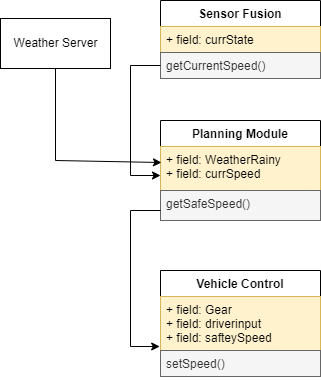 Sensor Fusion
Weather Server
+ field: currState
getCurrentSpeed()
Planning Module
+ field: WeatherRainy
+ field: currSpeed
getSafeSpeed()
Vehicle Control
+ field: Gear
+ field: driverinput
+ field: safteySpeed
setSpeed()